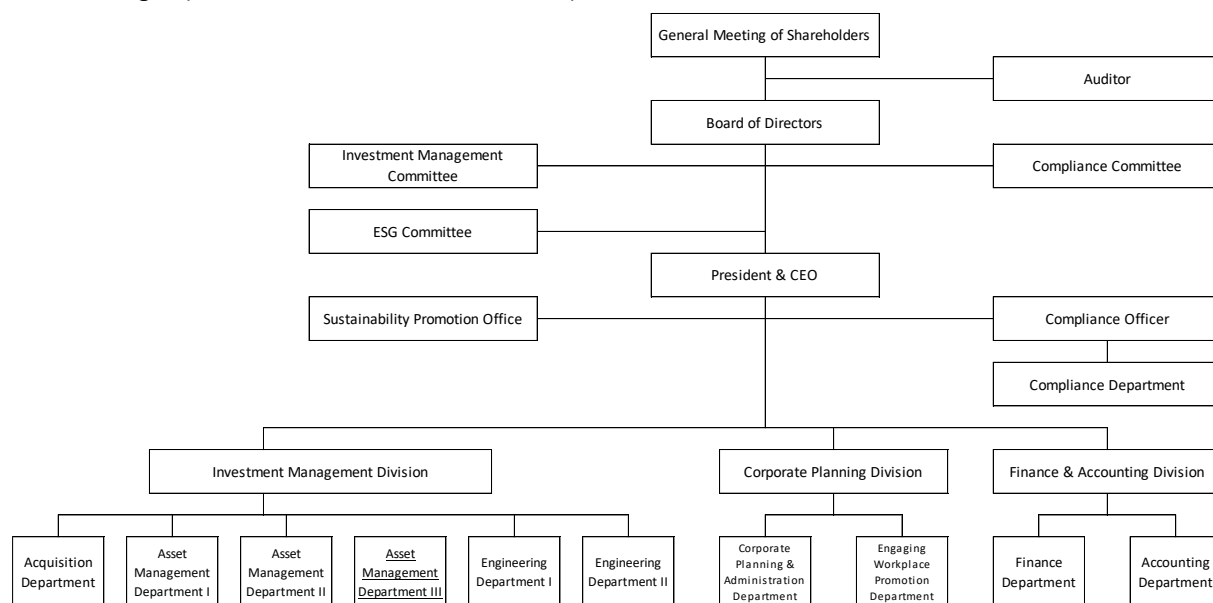 General Meeting of Shareholders
Auditor
Board of Directors
Investment Management
Committee
Compliance Committee
ESG Committee
President & CEO
Sustainability Promotion Office
Compliance Officer
Compliance Department
Investment Management Division
Corporate Planning Division
Finance & Accounting Division
Acquisition
Department
Asset
Management
Department I
Asset
Management
Department II
Asset
Management
Department III
Engineering
Department I
Engineering
Department II
Corporate
Planning &
Administration
Department
Engaging
Workplace
Promotion
Department
Finance
Department
Accounting
Department